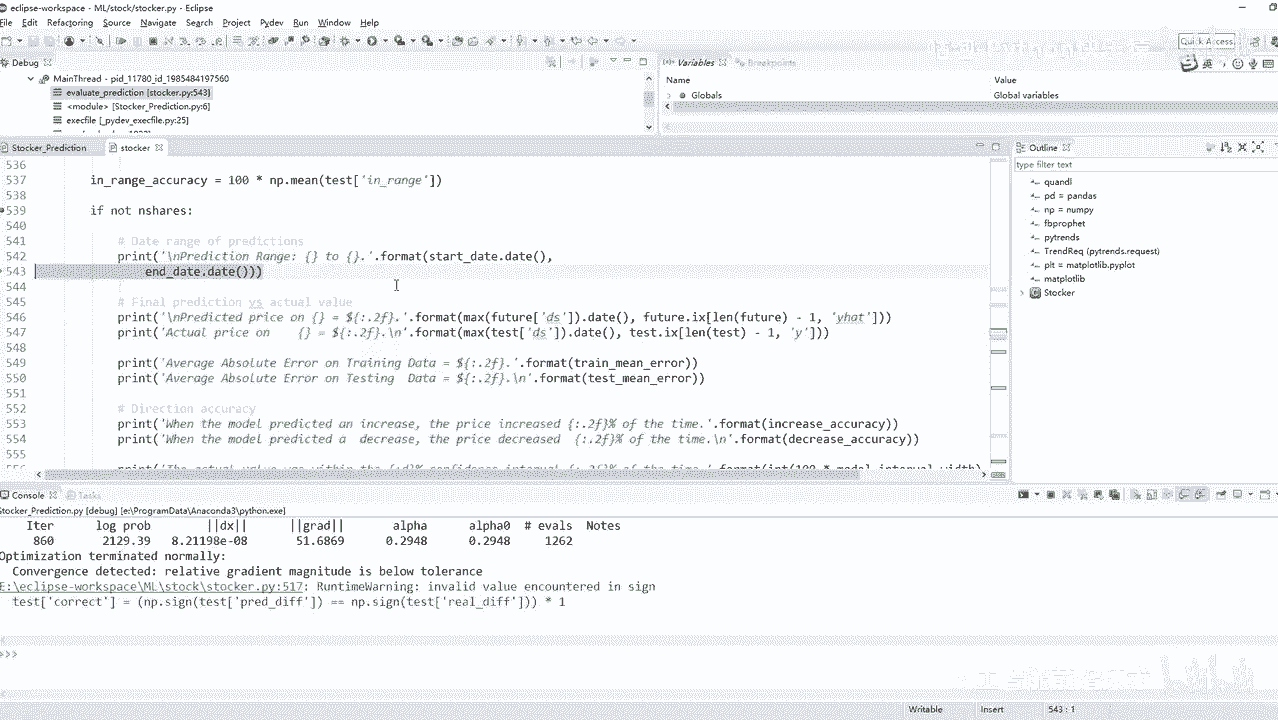 eclipse-workspace - ML/stock/stocker.py - Eclipse
File Edit Refactoring Source Navigate Search Project Pydev Run Window Help
Quick Access
Debug
Variables Breakpoints
MainThread - pid_11780_id_1985484197560
evaluate_prediction [stocker.py:543]
<module> [Stocker_Prediction.py:6]
execfile [_pydev_execfile.py:25]
Name Value
Globals Global variables
Stocker_Prediction stocker
Outline
type filter text
quandl
pd = pandas
np = numpy
fbprophet
pytrends
TrendReq (pytrends.request)
plt = matplotlib.pyplot
matplotlib
Stocker
536
537 in_range_accuracy = 100 * np.mean(test['in_range'])
538
539 if not nshares:
540
541 # Date range of predictions
542 print('\nPrediction Range: {} to {}.'.format(start_date.date(),
543 end_date.date()))
544
545 # Final prediction vs actual value
546 print('\nPredicted price on {} = ${:.2f}.'.format(max(future['ds']).date(), future.ix[len(future) - 1, 'yhat']))
547 print('Actual price on    {} = ${:.2f}.\n'.format(max(test['ds']).date(), test.ix[len(test) - 1, 'y']))
548
549 print('Average Absolute Error on Training Data = ${:.2f}.'.format(train_mean_error))
550 print('Average Absolute Error on Testing  Data = ${:.2f}.\n'.format(test_mean_error))
551
552 # Direction accuracy
553 print('When the model predicted an increase, the price increased {:.2f}% of the time.'.format(increase_accuracy))
554 print('When the model predicted a  decrease, the price decreased  {:.2f}% of the time.\n'.format(decrease_accuracy))
555
Console Tasks
Stocker_Prediction.py [debug] [e:\ProgramData\Anaconda3\python.exe]
Iter log prob ||dx|| ||grad|| alpha alpha0 # evals Notes
860 2129.39 8.21198e-08 51.6869 0.2948 0.2948 1262
Optimization terminated normally:
Convergence detected: relative gradient magnitude is below tolerance
E:\eclipse-workspace\ML\stock\stocker.py:517: RuntimeWarning: invalid value encountered in sign
test['correct'] = (np.sign(test['pred_diff']) == np.sign(test['real_diff'])) * 1
>>>
Writable Insert 543 : 1